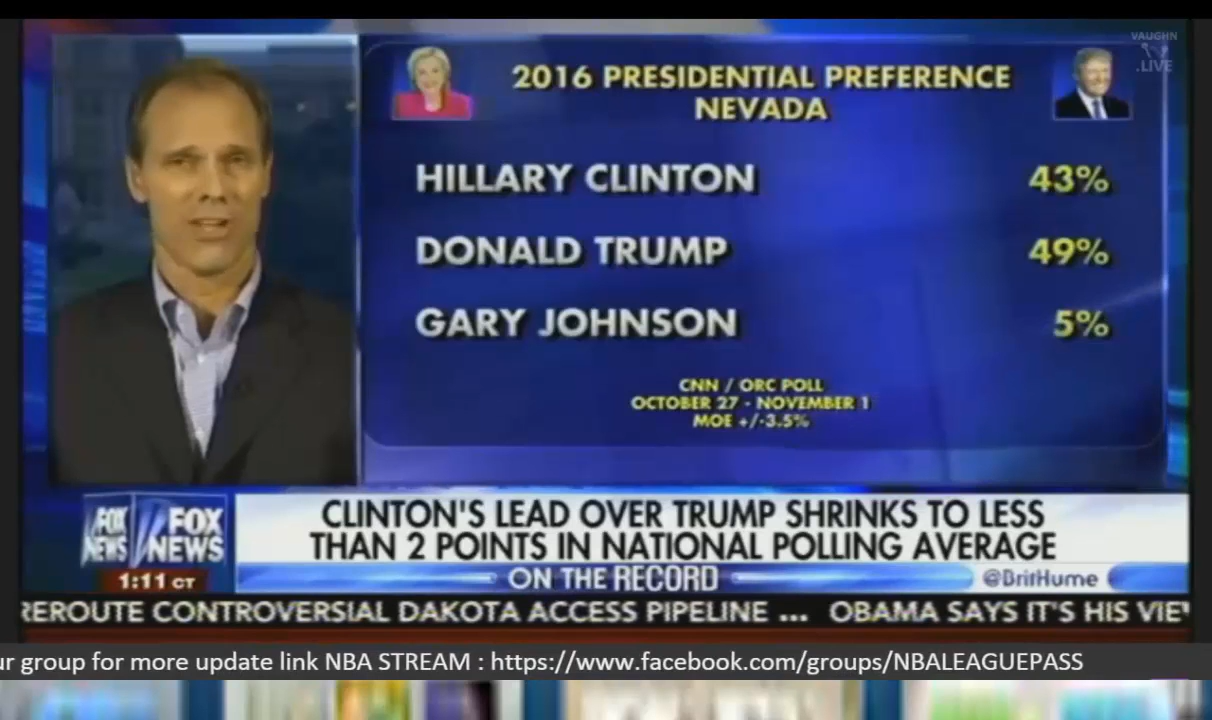 VAUGHN
.LIVE
2016 PRESIDENTIAL PREFERENCE
NEVADA
HILLARY CLINTON 43%
DONALD TRUMP 49%
GARY JOHNSON 5%
CNN / ORC POLL
OCTOBER 27 - NOVEMBER 1
MOE +/-3.5%
FOX NEWS
FOX NEWS
CLINTON'S LEAD OVER TRUMP SHRINKS TO LESS
THAN 2 POINTS IN NATIONAL POLLING AVERAGE
1:11 CT
ON THE RECORD @BritHume
REROUTE CONTROVERSIAL DAKOTA ACCESS PIPELINE ... OBAMA SAYS IT'S HIS VIE
ur group for more update link NBA STREAM : https://www.facebook.com/groups/NBALEAGUEPASS